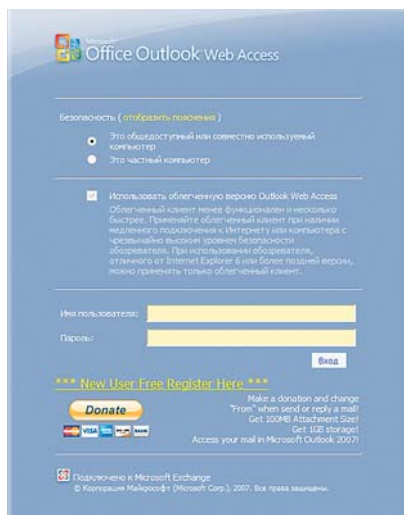 Microsoft
Office Outlook Web Access
Безопасность ( отобразить пояснения )
Это общедоступный или совместно используемый
компьютер
Это частный компьютер
Использовать облегченную версию Outlook Web Access
Облегченный клиент менее функционален и несколько
быстрее. Применяйте облегченный клиент при наличии
медленного подключения к Интернету или компьютера с
чрезвычайно высоким уровнем безопасности
обозревателя. При использовании обозревателя,
отличного от Internet Explorer 6 или более поздней версии,
можно применять только облегченный клиент.
Имя пользователя:
Пароль:
Вход
*** New User Free Register Here ***
Donate
VISA
Make a donation and change
"From" when send or reply a mail!
Get 100MB Attachment Size!
Get 1GB storage!
Access your mail in Microsoft Outlook 2007!
Подключено к Microsoft Exchange
© Корпорация Майкрософт (Microsoft Corp.), 2007. Все права защищены.